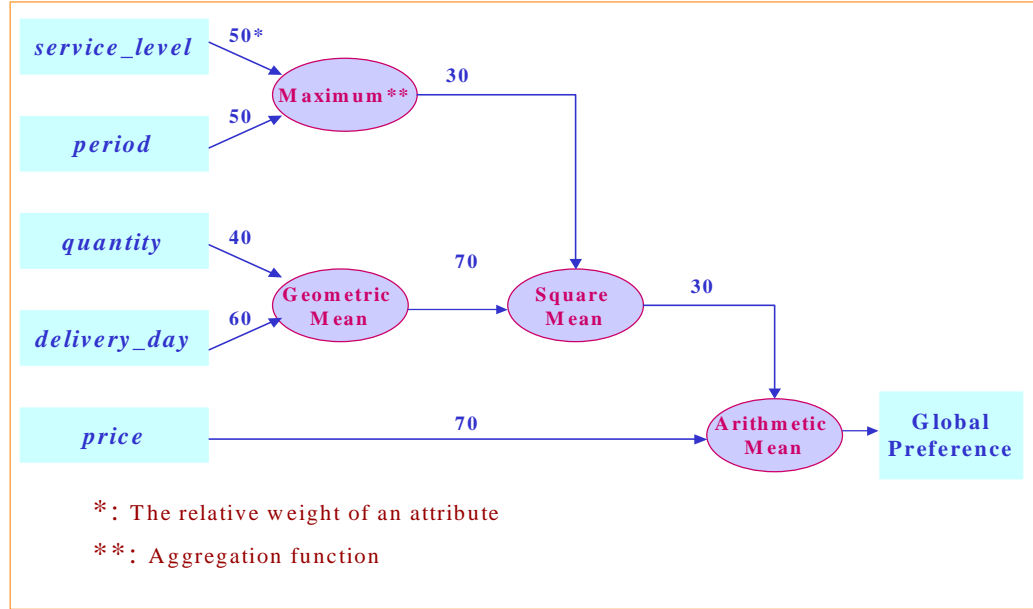 service_level
50*
Maximum**
30
50
period
quantity
40
Geometric
Mean
70
Square
Mean
30
60
delivery_day
price
70
Arithmetic
Mean
Global
Preference
*: The relative weight of an attribute
**: Aggregation function